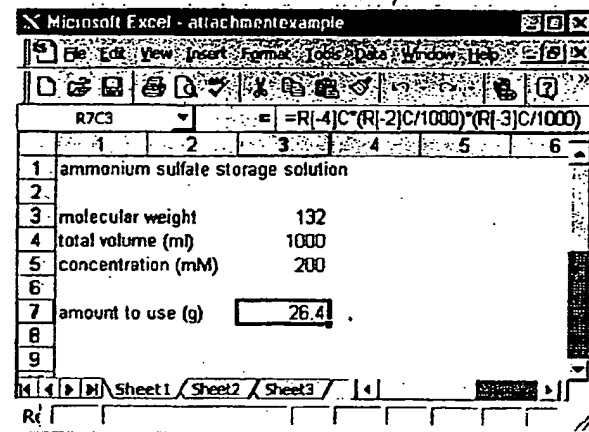 Microsoft Excel - attachmentexample
File Edit View Insert Format Tools Data Window Help
R7C3 = =R[-4]C*(R[-2]C/1000)*(R[-3]C/1000)
1 2 3 4 5 6
1 ammonium sulfate storage solution
2
3 molecular weight 132
4 total volume (ml) 1000
5 concentration (mM) 200
6
7 amount to use (g) 26.4
8
9
Sheet1 Sheet2 Sheet3